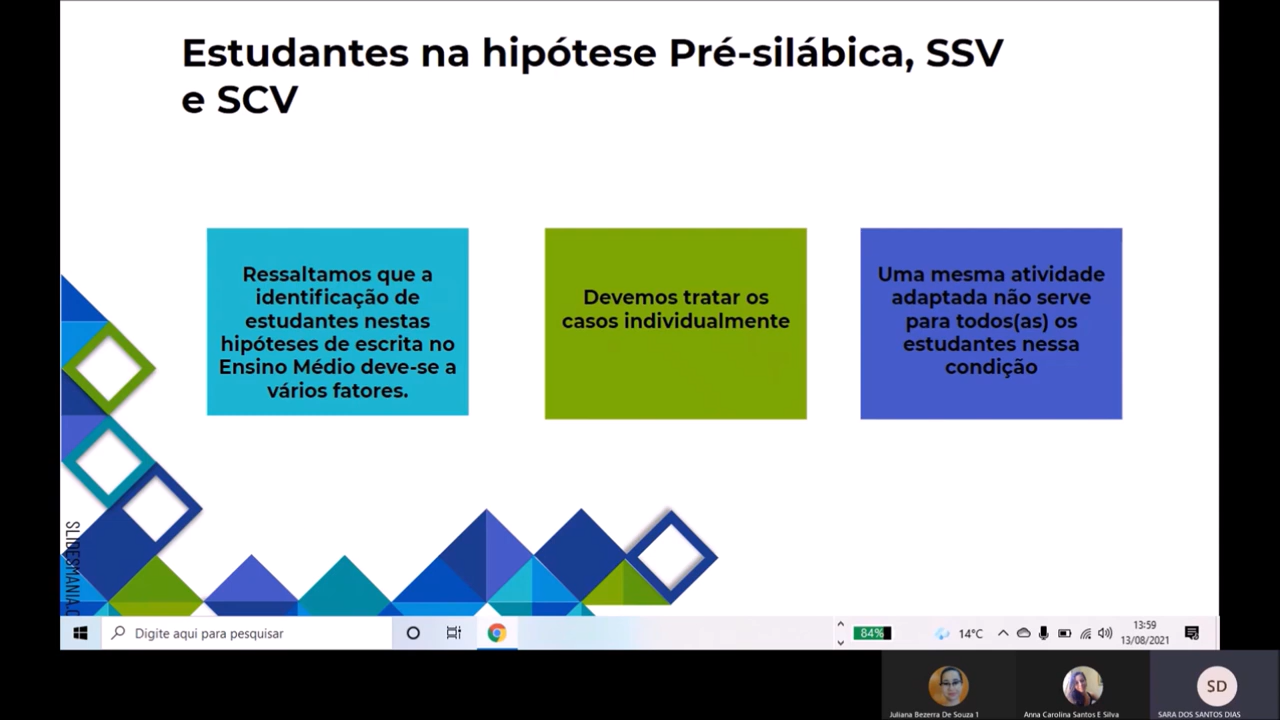 Estudantes na hipótese Pré-silábica, SSV
e SCV
Ressaltamos que a
identificação de
estudantes nestas
hipóteses de escrita no
Ensino Médio deve-se a
vários fatores.
Devemos tratar os
casos individualmente
Uma mesma atividade
adaptada não serve
para todos(as) os
estudantes nessa
condição
SLIDESMANIA.C
Digite aqui para pesquisar
84%
14°C
13:59
13/08/2021
SD
Juliana Bezerra De Souza 1
Anna Carolina Santos E Silva
SARA DOS SANTOS DIAS